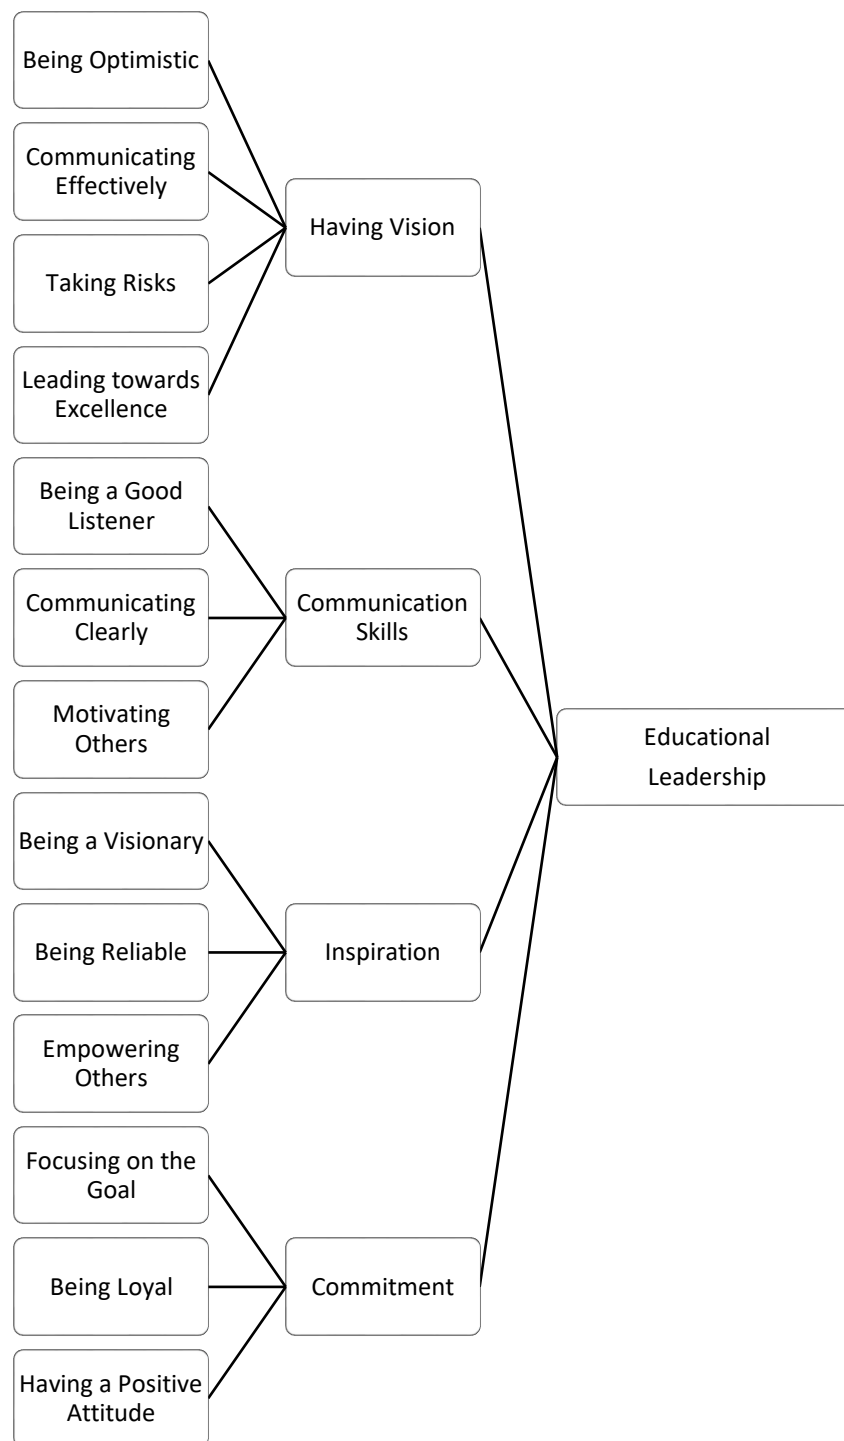 Being Optimistic
Communicating
Effectively
Taking Risks
Leading towards
Excellence
Having Vision
Being a Good
Listener
Communicating
Clearly
Motivating
Others
Communication
Skills
Being a Visionary
Being Reliable
Empowering
Others
Inspiration
Focusing on the
Goal
Being Loyal
Having a Positive
Attitude
Commitment
Educational
Leadership